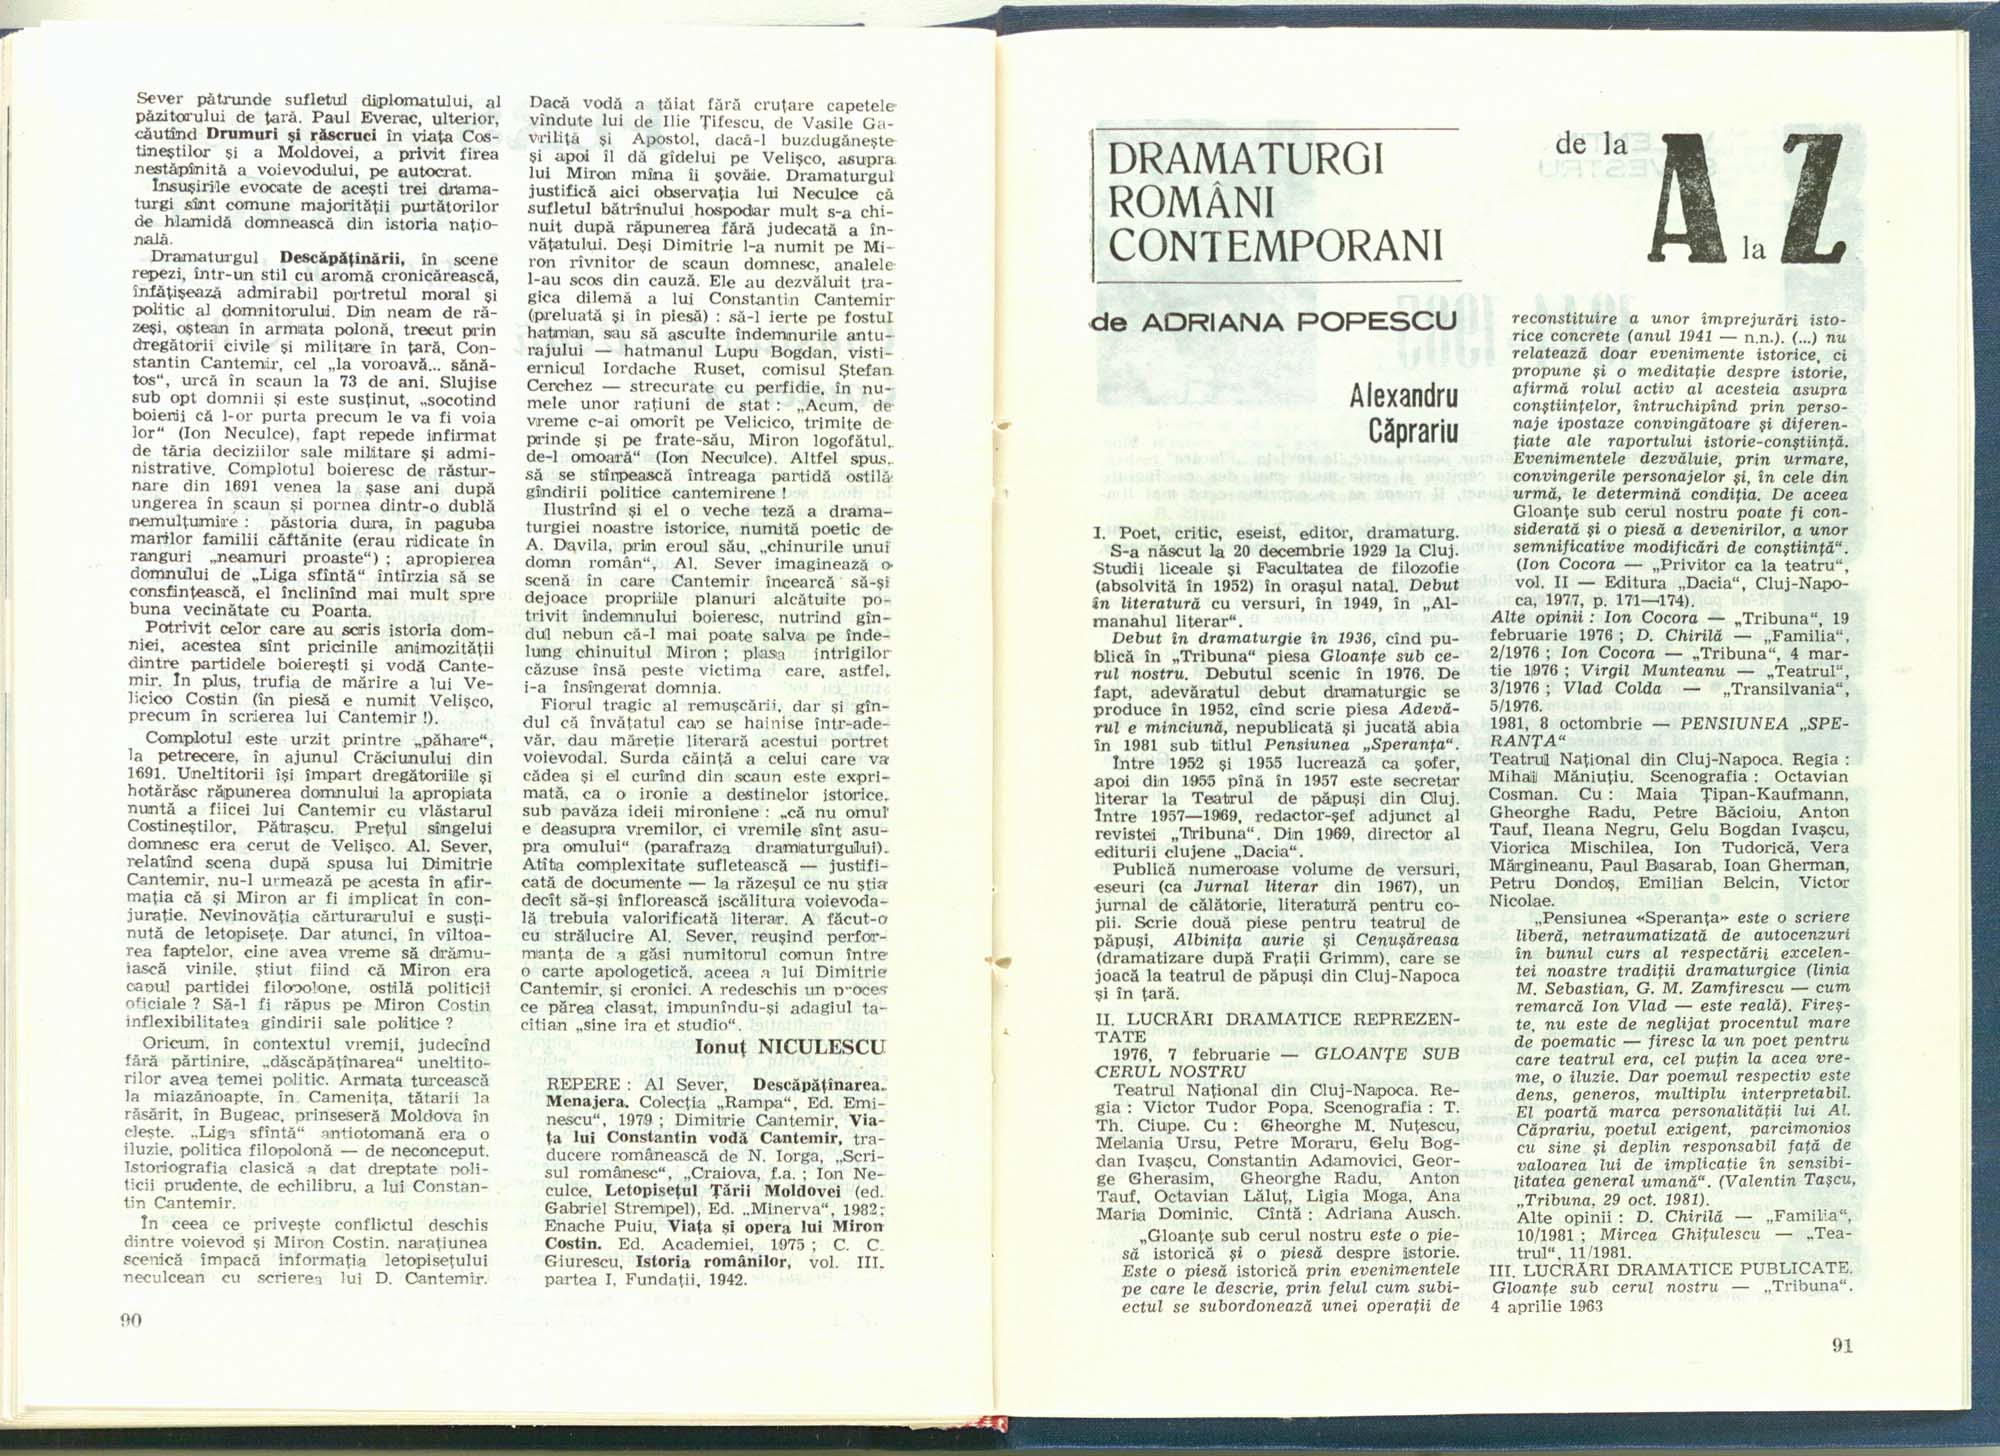 Sever pătrunde sufletul diplomatului, al
păzitorului de țară. Paul Everac, ulterior,
căutînd Drumuri și răscruci în viața Cos-
tineștilor și a Moldovei, a privit firea
nestăpînită a voievodului, pe autocrat.
Însușirile evocate de acești trei drama-
turgi sînt comune majorității purtătorilor
de hlamidă domnească din istoria națio-
nală.
Dramaturgul Descăpăținării, în scene
repezi, într-un stil cu aromă cronicărească,
înfățișează admirabil portretul moral și
politic al domnitorului. Din neam de ră-
zeși, oștean în armata polonă, trecut prin
dregătorii civile și militare în țară, Con-
stantin Cantemir, cel „la voroavă... sănă-
tos“, urcă în scaun la 73 de ani. Slujise
sub opt domnii și este susținut, „socotind
boierii că l-or purta precum le va fi voia
lor“ (Ion Neculce), fapt repede infirmat
de tăria deciziilor sale militare și admi-
nistrative. Complotul boieresc de răstur-
nare din 1691 venea la șase ani după
ungerea în scaun și pornea dintr-o dublă
nemulțumire : păstoria dura, în paguba
marilor familii căftănite (erau ridicate în
ranguri „neamuri proaste“) ; apropierea
domnului de „Liga sfîntă“ întîrzia să se
consfințească, el înclinînd mai mult spre
buna vecinătate cu Poarta.
Potrivit celor care au scris istoria dom-
niei, acestea sînt pricinile animozității
dintre partidele boierești și vodă Cante-
mir. În plus, trufia de mărire a lui Ve-
licico Costin (în piesă e numit Velișco,
precum în scrierea lui Cantemir !).
Complotul este urzit printre „păhare“,
la petrecere, în ajunul Crăciunului din
1691. Uneltitorii își împart dregătoriile și
hotărăsc răpunerea domnului la apropiata
nuntă a fiicei lui Cantemir cu vlăstarul
Costineștilor, Pătrașcu. Prețul sîngelui
domnesc era cerut de Velișco. Al. Sever,
relatînd scena după spusa lui Dimitrie
Cantemir, nu-l urmează pe acesta în afir-
mația că și Miron ar fi implicat în con-
jurație. Nevinovăția cărturarului e susți-
nută de letopisețe. Dar atunci, în vîltoa-
rea faptelor, cine avea vreme să drămu-
iască vinile, știut fiind că Miron era
capul partidei filopolone, ostilă politicii
oficiale ? Să-l fi răpus pe Miron Costin
inflexibilitatea gîndirii sale politice ?
Oricum, în contextul vremii, judecînd
fără părtinire, „dăscăpățînarea“ uneltito-
rilor avea temei politic. Armata turcească
la miazănoapte, în Camenița, tătarii la
răsărit, în Bugeac, prinseseră Moldova în
clește. „Liga sfîntă“ antiotomană era o
iluzie, politica filopolonă — de neconceput.
Istoriografia clasică a dat dreptate poli-
ticii prudente, de echilibru, a lui Constan-
tin Cantemir.
În ceea ce privește conflictul deschis
dintre voievod și Miron Costin, narațiunea
scenică împacă informația letopisețului
neculcean cu scrierea lui D. Cantemir.
90
Dacă vodă a tăiat fără cruțare capetele
vîndute lui de Ilie Țifescu, de Vasile Ga-
vriliță și Apostol, dacă-l buzdugănește
și apoi îl dă gîdelui pe Velișco, asupra
lui Miron mîna îi șovăie. Dramaturgul
justifică aici observația lui Neculce că
sufletul bătrînului hospodar mult s-a chi-
nuit după răpunerea fără judecată a în-
vățatului. Deși Dimitrie l-a numit pe Mi-
ron rîvnitor de scaun domnesc, analele
l-au scos din cauză. Ele au dezvăluit tra-
gica dilemă a lui Constantin Cantemir
(preluată și în piesă) : să-l ierte pe fostul
hatman, sau să asculte îndemnurile antu-
rajului — hatmanul Lupu Bogdan, visti-
ernicul Iordache Ruset, comisul Ștefan
Cerchez — strecurate cu perfidie, în nu-
mele unor rațiuni de stat : „Acum, de
vreme c-ai omorît pe Velicico, trimite de
prinde și pe frate-său, Miron logofătul,
de-l omoară“ (Ion Neculce). Altfel spus,
să se stîrpească întreaga partidă ostilă
gîndirii politice cantemirene !
Ilustrînd și el o veche teză a drama-
turgiei noastre istorice, numită poetic de
A. Davila, prin eroul său, „chinurile unui
domn român“, Al. Sever imaginează o
scenă în care Cantemir încearcă să-și
dejoace propriile planuri alcătuite po-
trivit îndemnului boieresc, nutrind gîn-
dul nebun că-l mai poate salva pe înde-
lung chinuitul Miron ; plasa intrigilor
căzuse însă peste victima care, astfel,
i-a însîngerat domnia.
Fiorul tragic al remușcării, dar și gîn-
dul că învățatul cap se hainise într-ade-
văr, dau măreție literară acestui portret
voievodal. Surda căință a celui care va
cădea și el curînd din scaun este expri-
mată, ca o ironie a destinelor istorice,
sub pavăza ideii mironiene : „că nu omul
e deasupra vremilor, ci vremile sînt asu-
pra omului“ (parafraza dramaturgului).
Atîta complexitate sufletească — justifi-
cată de documente — la răzeșul ce nu știa
decît să-și înflorească iscălitura voievoda-
lă trebuia valorificată literar. A făcut-o
cu strălucire Al. Sever, reușind perfor-
manța de a găsi numitorul comun între
o carte apologetică, aceea a lui Dimitrie
Cantemir, și cronici. A redeschis un proces
ce părea clasat, impunîndu-și adagiul ta-
citian „sine ira et studio“.
Ionuț NICULESCU
REPERE : Al Sever, Descăpățînarea.
Menajera. Colecția „Rampa“, Ed. Emi-
nescu“, 1979 ; Dimitrie Cantemir, Via-
ța lui Constantin vodă Cantemir, tra-
ducere românească de N. Iorga, „Scri-
sul românesc“, „Craiova, f.a. ; Ion Ne-
culce, Letopisețul Țării Moldovei (ed.
Gabriel Strempel), Ed. „Minerva“, 1982;
Enache Puiu, Viața și opera lui Miron
Costin. Ed. Academiei, 1975 ; C. C.
Giurescu, Istoria românilor, vol. III.
partea I, Fundații, 1942.
DRAMATURGI
ROMÂNI
CONTEMPORANI
de la A la Z
de ADRIANA POPESCU
Alexandru
Căprariu
I. Poet, critic, eseist, editor, dramaturg.
S-a născut la 20 decembrie 1929 la Cluj.
Studii liceale și Facultatea de filozofie
(absolvită în 1952) în orașul natal. Debut
în literatură cu versuri, în 1949, în „Al-
manahul literar“.
Debut în dramaturgie în 1936, cînd pu-
blică în „Tribuna“ piesa Gloanțe sub ce-
rul nostru. Debutul scenic în 1976. De
fapt, adevăratul debut dramaturgic se
produce în 1952, cînd scrie piesa Adevă-
rul e minciună, nepublicată și jucată abia
în 1981 sub titlul Pensiunea „Speranța“.
Între 1952 și 1955 lucrează ca șofer,
apoi din 1955 pînă în 1957 este secretar
literar la Teatrul de păpuși din Cluj.
Între 1957—1969, redactor-șef adjunct al
revistei „Tribuna“. Din 1969, director al
editurii clujene „Dacia“.
Publică numeroase volume de versuri,
eseuri (ca Jurnal literar din 1967), un
jurnal de călătorie, literatură pentru co-
pii. Scrie două piese pentru teatrul de
păpuși, Albinița aurie și Cenușăreasa
(dramatizare după Frații Grimm), care se
joacă la teatrul de păpuși din Cluj-Napoca
și în țară.
II. LUCRĂRI DRAMATICE REPREZEN-
TATE
1976, 7 februarie — GLOANȚE SUB
CERUL NOSTRU
Teatrul Național din Cluj-Napoca. Re-
gia : Victor Tudor Popa. Scenografia : T.
Th. Ciupe. Cu : Gheorghe M. Nuțescu,
Melania Ursu, Petre Moraru, Gelu Bog-
dan Ivașcu, Constantin Adamovici, Geor-
ge Gherasim, Gheorghe Radu, Anton
Tauf, Octavian Lăluț, Ligia Moga, Ana
Maria Dominic. Cîntă : Adriana Ausch.
„Gloanțe sub cerul nostru este o pie-
să istorică și o piesă despre istorie.
Este o piesă istorică prin evenimentele
pe care le descrie, prin felul cum subi-
ectul se subordonează unei operații de
reconstituire a unor împrejurări isto-
rice concrete (anul 1941 — n.n.). (...) nu
relatează doar evenimente istorice, ci
propune și o meditație despre istorie,
afirmă rolul activ al acesteia asupra
conștiințelor, întruchipînd prin perso-
naje ipostaze convingătoare și diferen-
țiate ale raportului istorie-conștiință.
Evenimentele dezvăluie, prin urmare,
convingerile personajelor și, în cele din
urmă, le determină condiția. De aceea
Gloanțe sub cerul nostru poate fi con-
siderată și o piesă a devenirilor, a unor
semnificative modificări de conștiință“.
(Ion Cocora — „Privitor ca la teatru“,
vol. II — Editura „Dacia“, Cluj-Napo-
ca, 1977, p. 171—174).
Alte opinii : Ion Cocora — „Tribuna“, 19
februarie 1976 ; D. Chirilă — „Familia“,
2/1976 ; Ion Cocora — „Tribuna“, 4 mar-
tie 1976 ; Virgil Munteanu — „Teatrul“,
3/1976 ; Vlad Colda — „Transilvania“,
5/1976.
1981, 8 octombrie — PENSIUNEA „SPE-
RANȚA“
Teatrul Național din Cluj-Napoca. Regia :
Mihai Măniuțiu. Scenografia : Octavian
Cosman. Cu : Maia Țipan-Kaufmann,
Gheorghe Radu, Petre Băcioiu, Anton
Tauf, Ileana Negru, Gelu Bogdan Ivașcu,
Viorica Mischilea, Ion Tudorică, Vera
Mărgineanu, Paul Basarab, Ioan Gherman,
Petru Dondoș, Emilian Belcin, Victor
Nicolae.
„Pensiunea «Speranța» este o scriere
liberă, netraumatizată de autocenzuri
în bunul curs al respectării excelen-
tei noastre tradiții dramaturgice (linia
M. Sebastian, G. M. Zamfirescu — cum
remarcă Ion Vlad — este reală). Fireș-
te, nu este de neglijat procentul mare
de poematic — firesc la un poet pentru
care teatrul era, cel puțin la acea vre-
me, o iluzie. Dar poemul respectiv este
dens, generos, multiplu interpretabil.
El poartă marca personalității lui Al.
Căprariu, poetul exigent, parcimonios
cu sine și deplin responsabil față de
valoarea lui de implicație în sensibi-
litatea general umană“. (Valentin Tașcu,
„Tribuna, 29 oct. 1981).
Alte opinii : D. Chirilă — „Familia“,
10/1981 ; Mircea Ghițulescu — „Tea-
trul“, 11/1981.
III. LUCRĂRI DRAMATICE PUBLICATE.
Gloanțe sub cerul nostru — „Tribuna“.
4 aprilie 1963
91